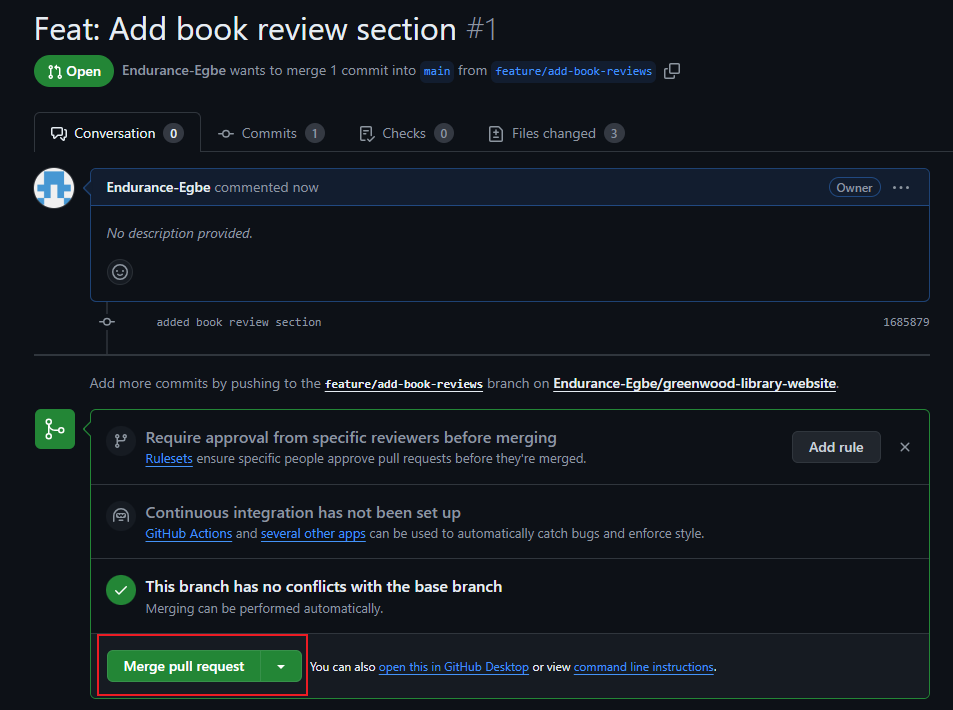 Feat: Add book review section #1
Open Endurance-Egbe wants to merge 1 commit into main from feature/add-book-reviews
Conversation 0 Commits 1 Checks 0 Files changed 3
Endurance-Egbe commented now Owner
No description provided.
added book review section 1685879
Add more commits by pushing to the feature/add-book-reviews branch on Endurance-Egbe/greenwood-library-website.
Require approval from specific reviewers before merging
Rulesets ensure specific people approve pull requests before they're merged.
Add rule
Continuous integration has not been set up
GitHub Actions and several other apps can be used to automatically catch bugs and enforce style.
This branch has no conflicts with the base branch
Merging can be performed automatically.
Merge pull request You can also open this in GitHub Desktop or view command line instructions.